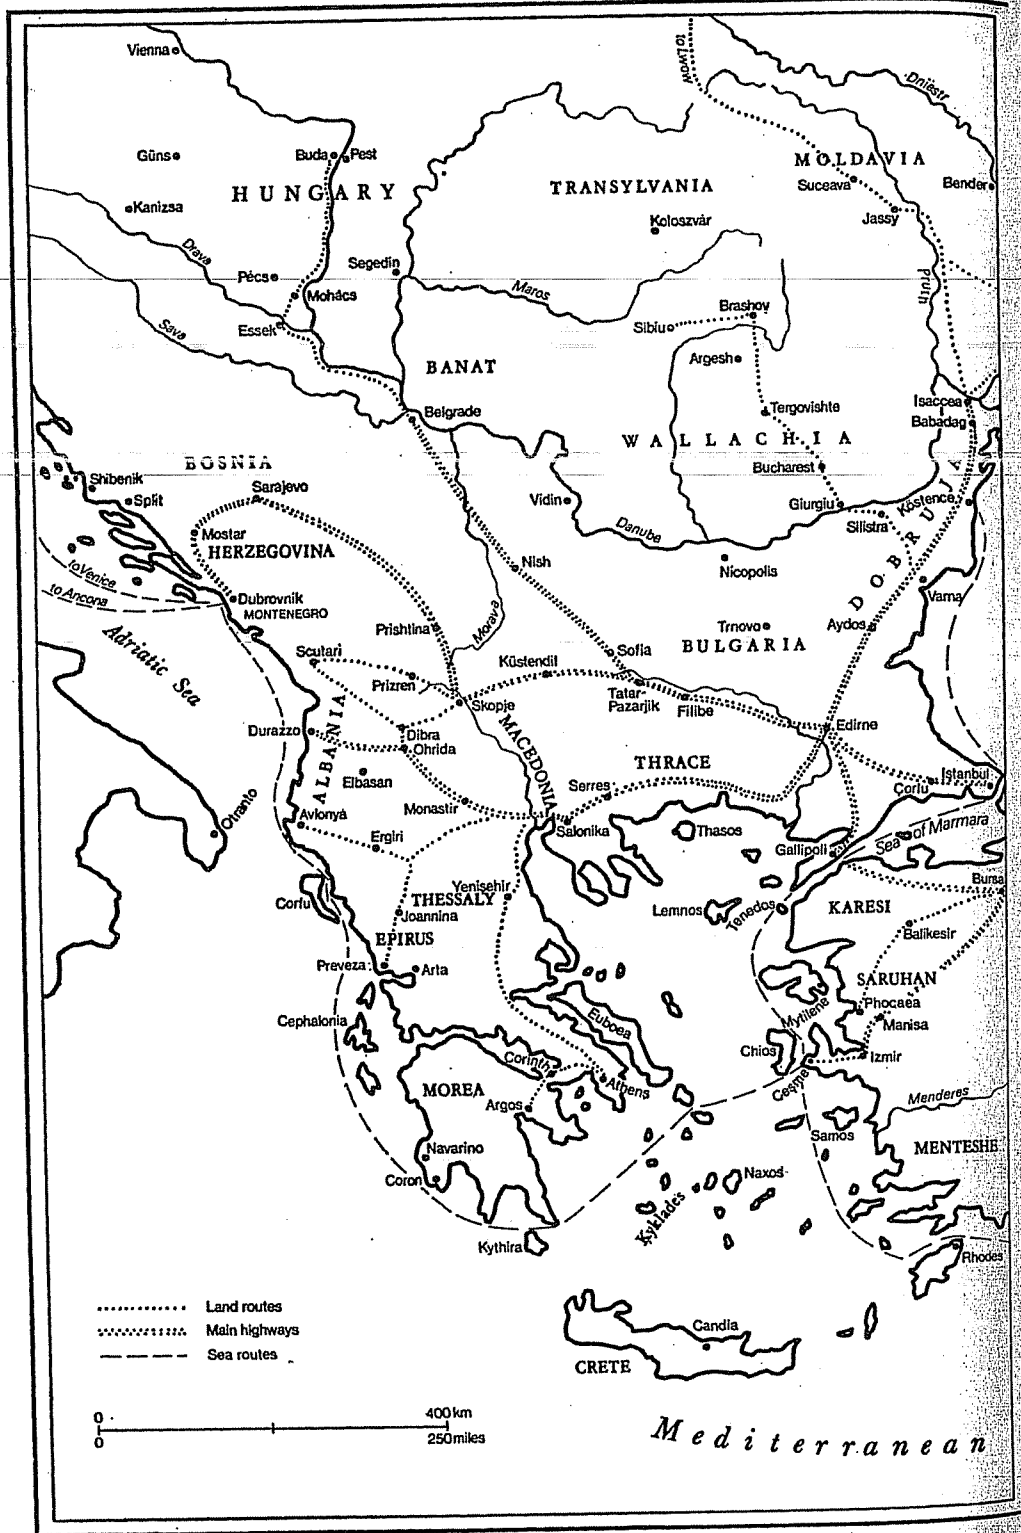 Vienna
to Lwow
Dniestr
Güns
Buda
Pest
HUNGARY
TRANSYLVANIA
MOLDAVIA
Suceava
Bender
Kanizsa
Koloszvár
Jassy
Drava
Pécs
Segedin
Mohács
Maros
Pruth
Sava
Essek
Brashov
Sibiu
Argesh
BANAT
Isaccea
Belgrade
Tergovishte
Babadag
WALLACHIA
BOSNIA
Bucharest
Shibenik
Sarajevo
Split
Vidin
Giurgiu
Köstence
Silistra
Mostar
Danube
DOBRUJA
HERZEGOVINA
Nish
Nicopolis
to Venice
to Ancona
Dubrovnik
Varna
MONTENEGRO
Morava
Prishtina
Trnovo
Aydos
Adriatic Sea
Scutari
Sofia
BULGARIA
Küstendil
Prizren
Tatar-
Pazarjik
Filibe
Skopje
Durazzo
ALBANIA
Dibra
Ohrida
MACEDONIA
Edirne
THRACE
Elbasan
Serres
Istanbul
Çorlu
Otranto
Monastir
Avlonya
Salonika
Thasos
Sea of Marmara
Ergiri
Gallipoli
Yenisehir
Bursa
Corfu
THESSALY
Joannina
Lemnos
Tenedos
KARESI
Balikesir
EPIRUS
Preveza
Arta
SARUHAN
Phocaea
Mytilene
Manisa
Cephalonia
Euboea
Chios
Izmir
Corinth
Athens
Cesme
MOREA
Argos
Menderes
Samos
Navarino
MENTESHE
Coron
Naxos
Kyklades
Kythira
Rhodes
Land routes
Main highways
Candia
Sea routes
CRETE
0 400 km
0 250 miles
Mediterranean